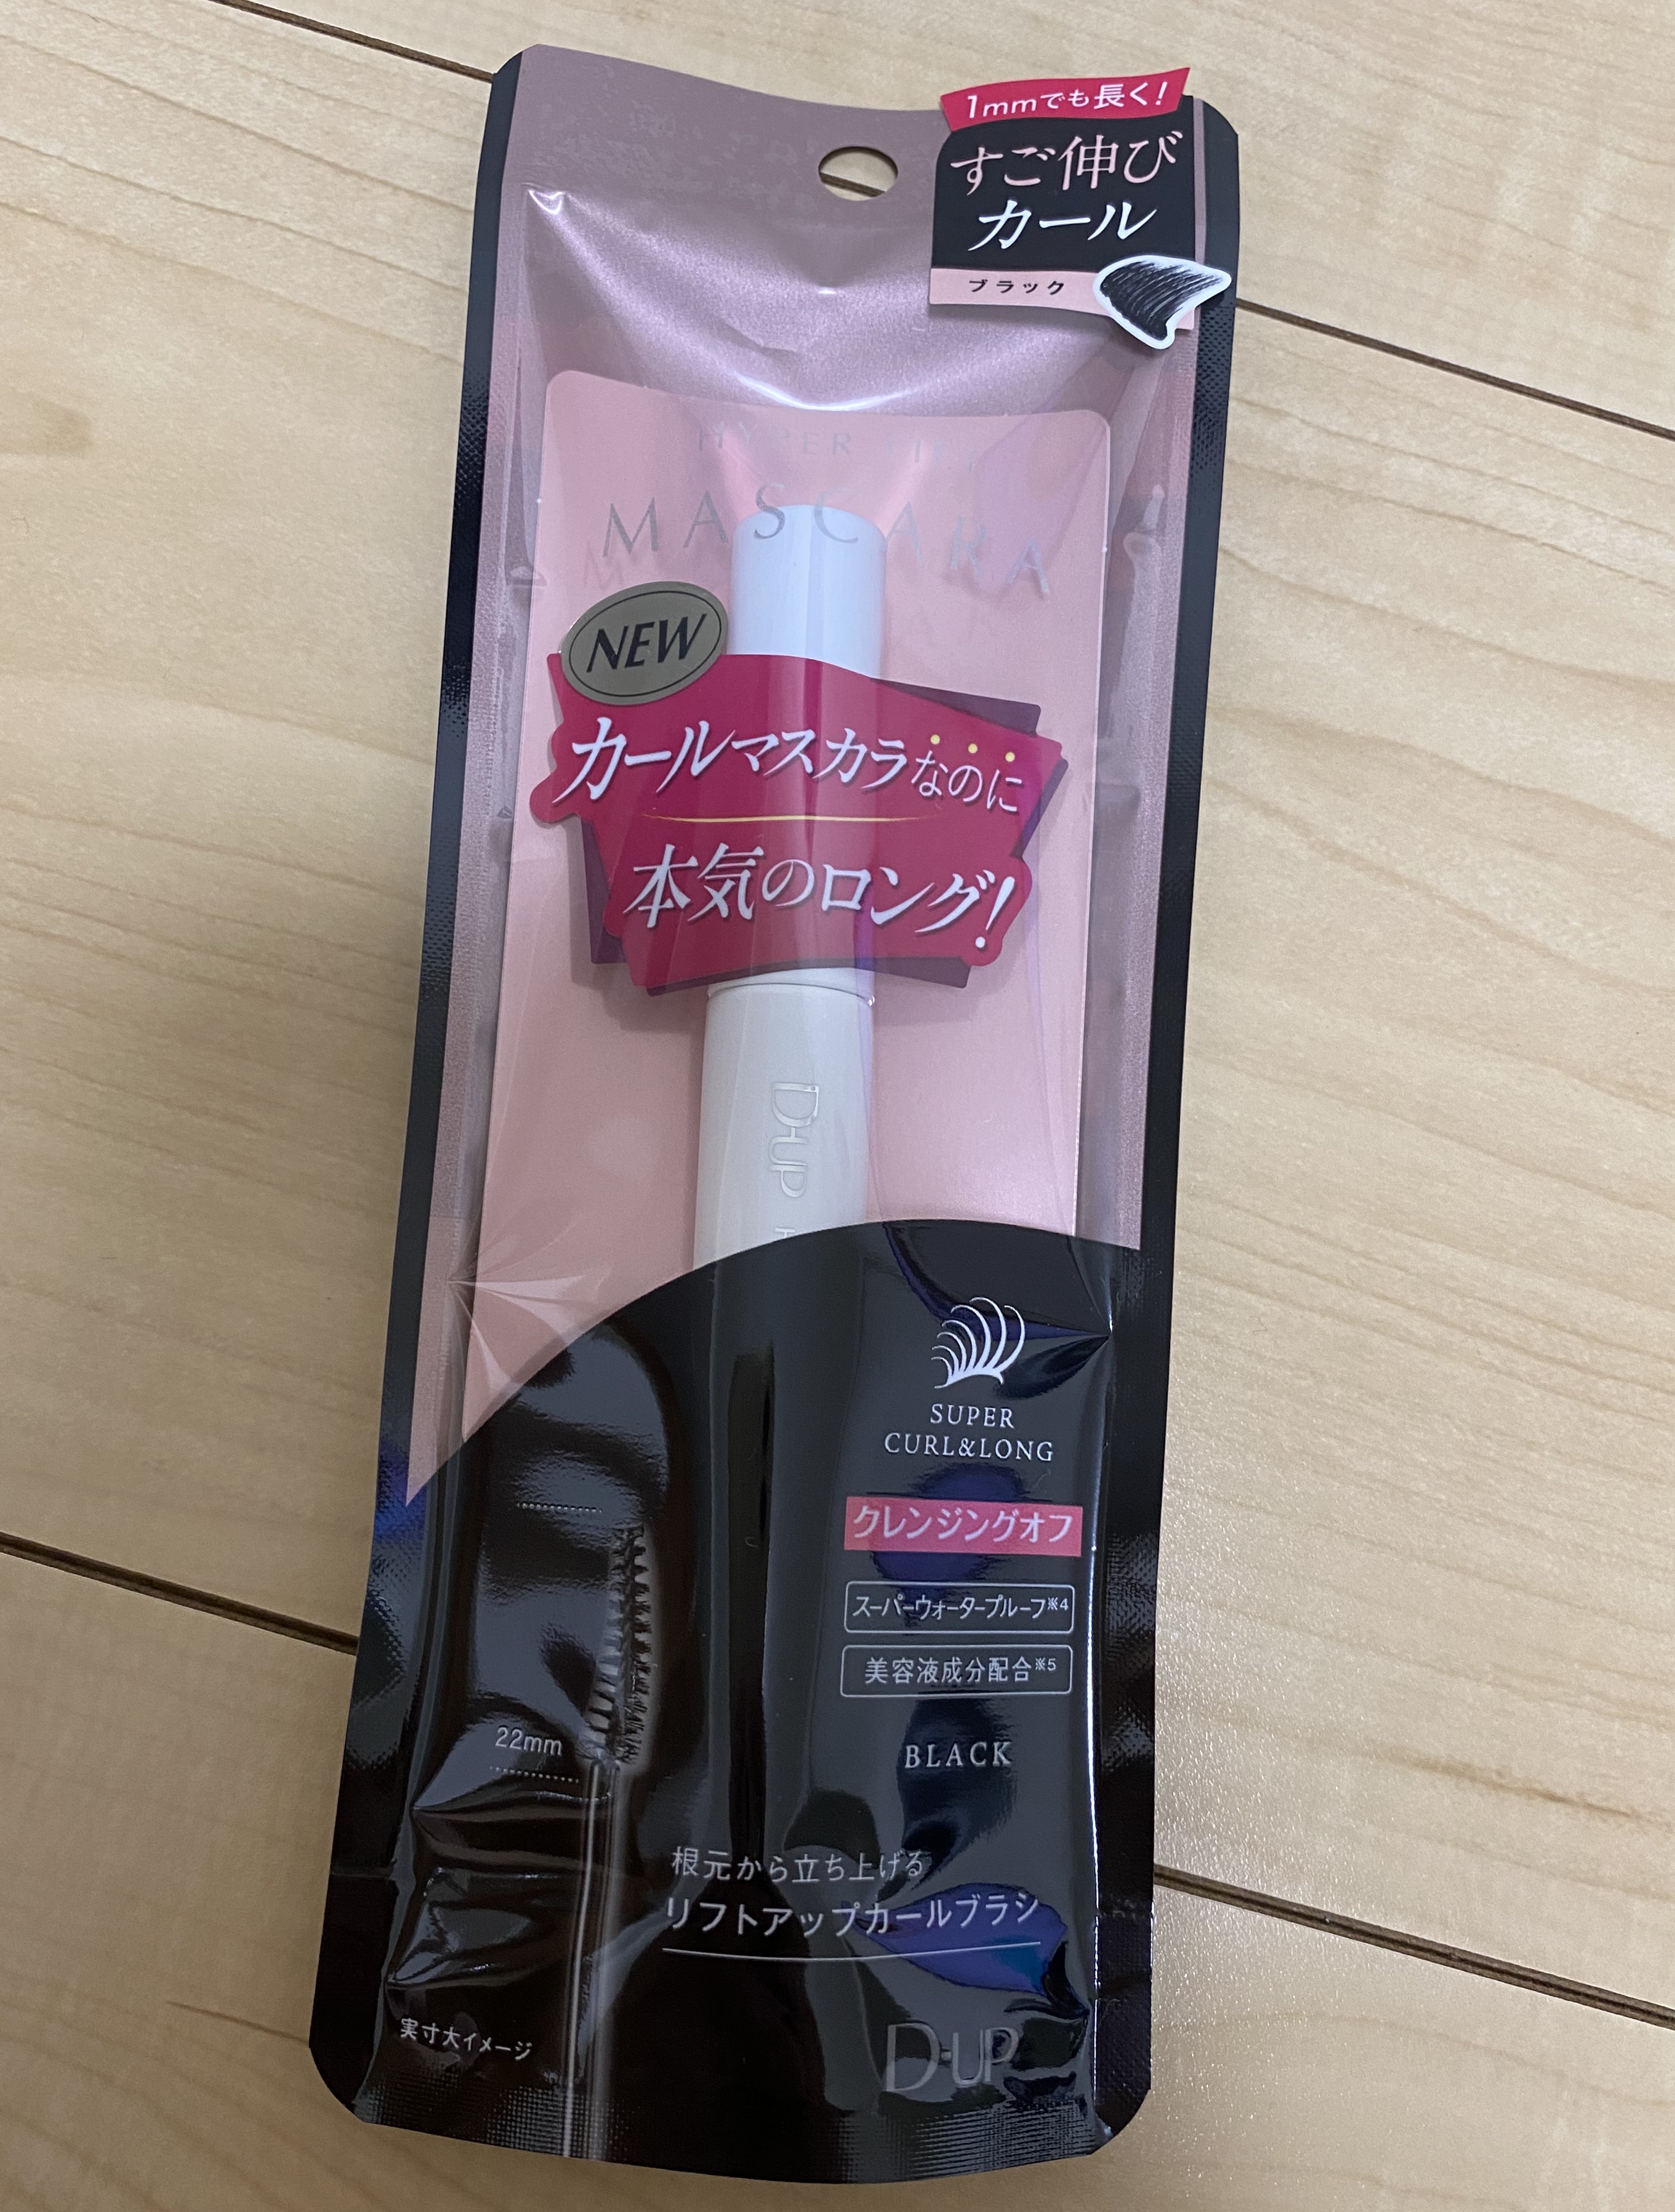 1mmでも長く!
すご伸び
カール
ブラック
HYPER
MASCARA
NEW
カールマスカラなのに
本気のロング!
D-UP
SUPER
CURL&LONG
クレンジングオフ
スーパーウォータープルーフ※4
美容液成分配合※5
22mm
BLACK
根元から立ち上げる
リフトアップカールブラシ
実寸大イメージ
D-UP